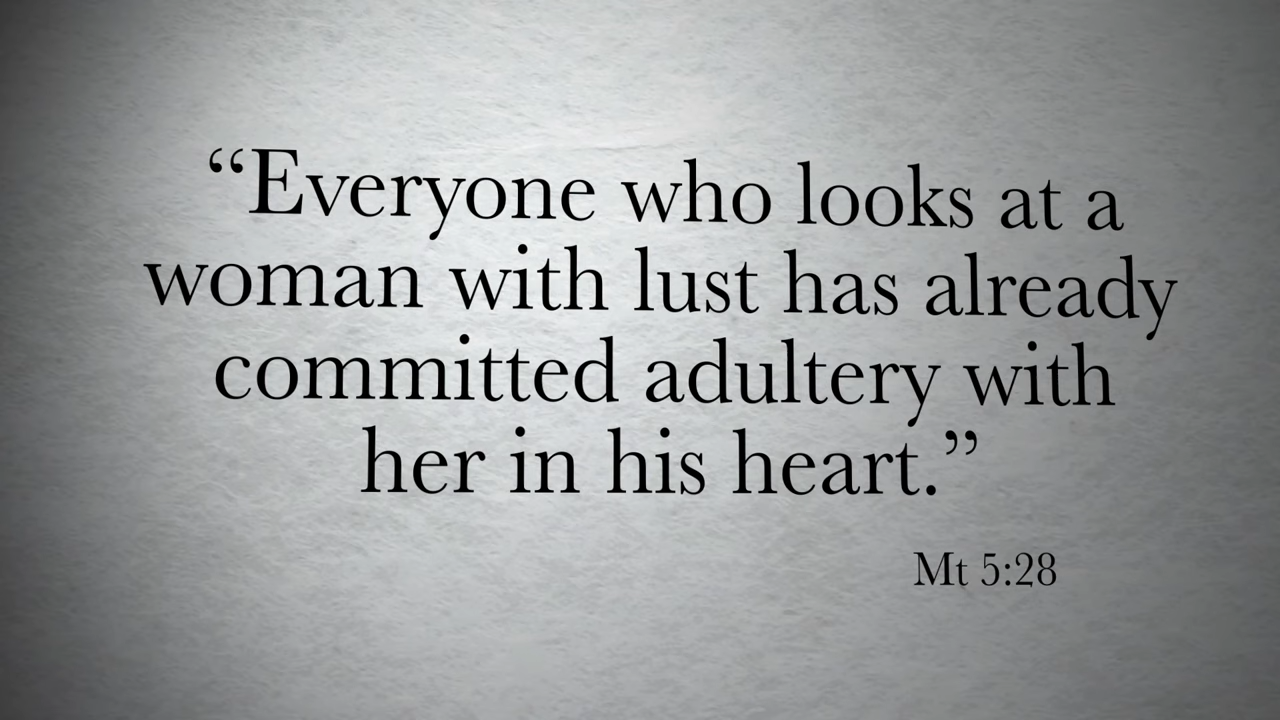 “Everyone who looks at a
woman with lust has already
committed adultery with
her in his heart.”
Mt 5:28